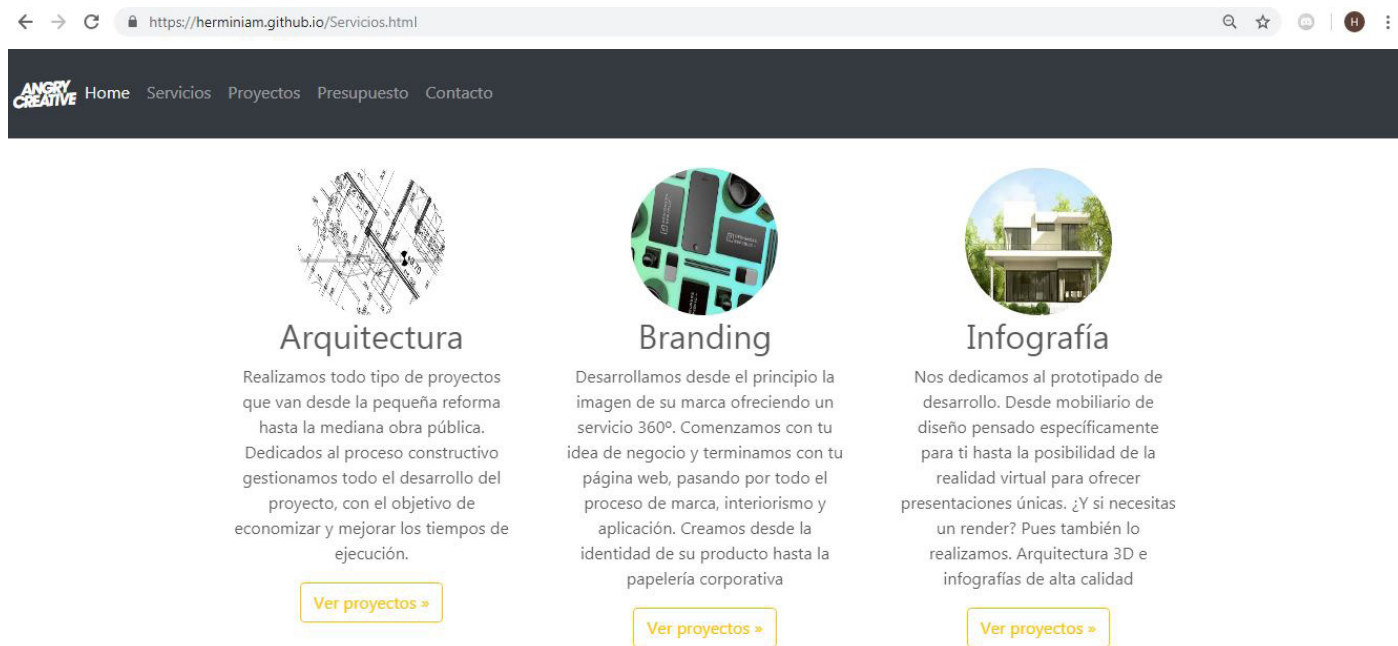 https://herminiam.github.io/Servicios.html
H
ANGRY
CREATIVE
Home Servicios Proyectos Presupuesto Contacto
Arquitectura
Realizamos todo tipo de proyectos
que van desde la pequeña reforma
hasta la mediana obra pública.
Dedicados al proceso constructivo
gestionamos todo el desarrollo del
proyecto, con el objetivo de
economizar y mejorar los tiempos de
ejecución.
Ver proyectos »
Branding
Desarrollamos desde el principio la
imagen de su marca ofreciendo un
servicio 360º. Comenzamos con tu
idea de negocio y terminamos con tu
página web, pasando por todo el
proceso de marca, interiorismo y
aplicación. Creamos desde la
identidad de su producto hasta la
papelería corporativa
Ver proyectos »
Infografía
Nos dedicamos al prototipado de
desarrollo. Desde mobiliario de
diseño pensado específicamente
para ti hasta la posibilidad de la
realidad virtual para ofrecer
presentaciones únicas. ¿Y si necesitas
un render? Pues también lo
realizamos. Arquitectura 3D e
infografías de alta calidad
Ver proyectos »